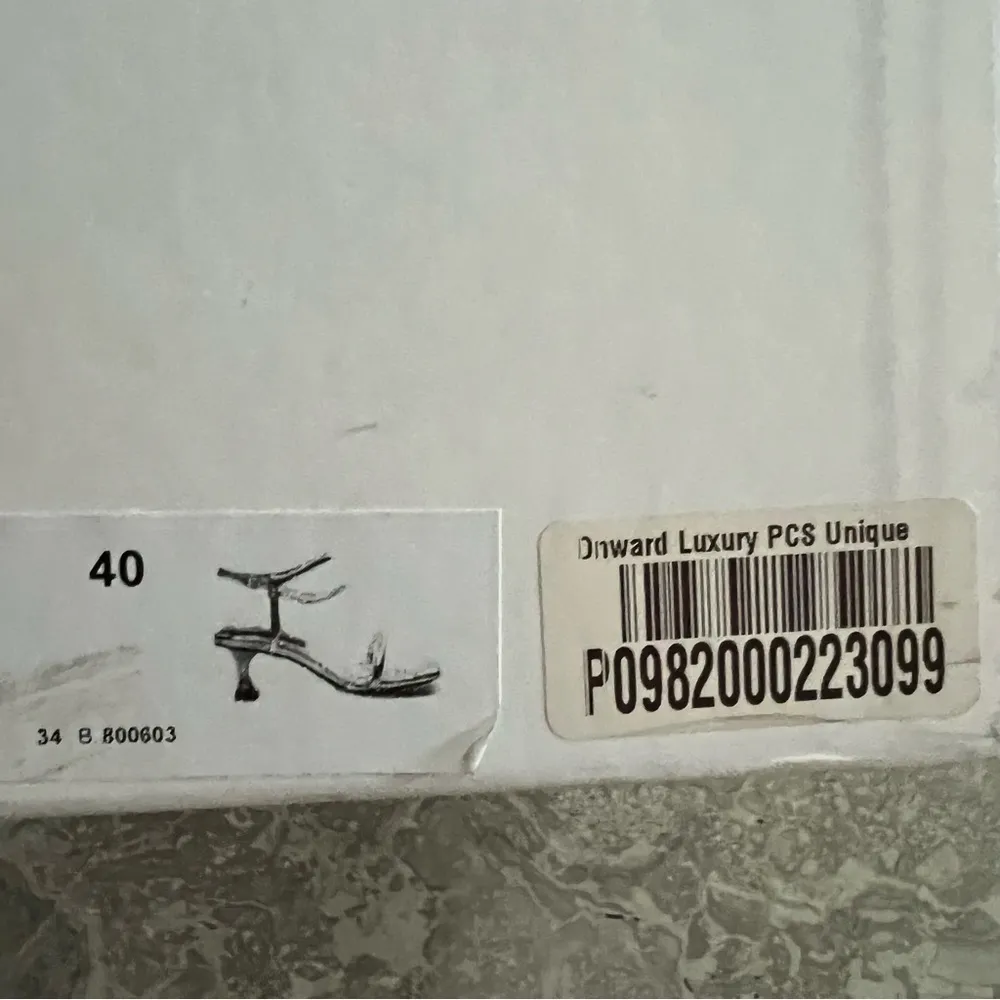 40
34 B 800603
Onward Luxury PCS Unique
P0982000223099